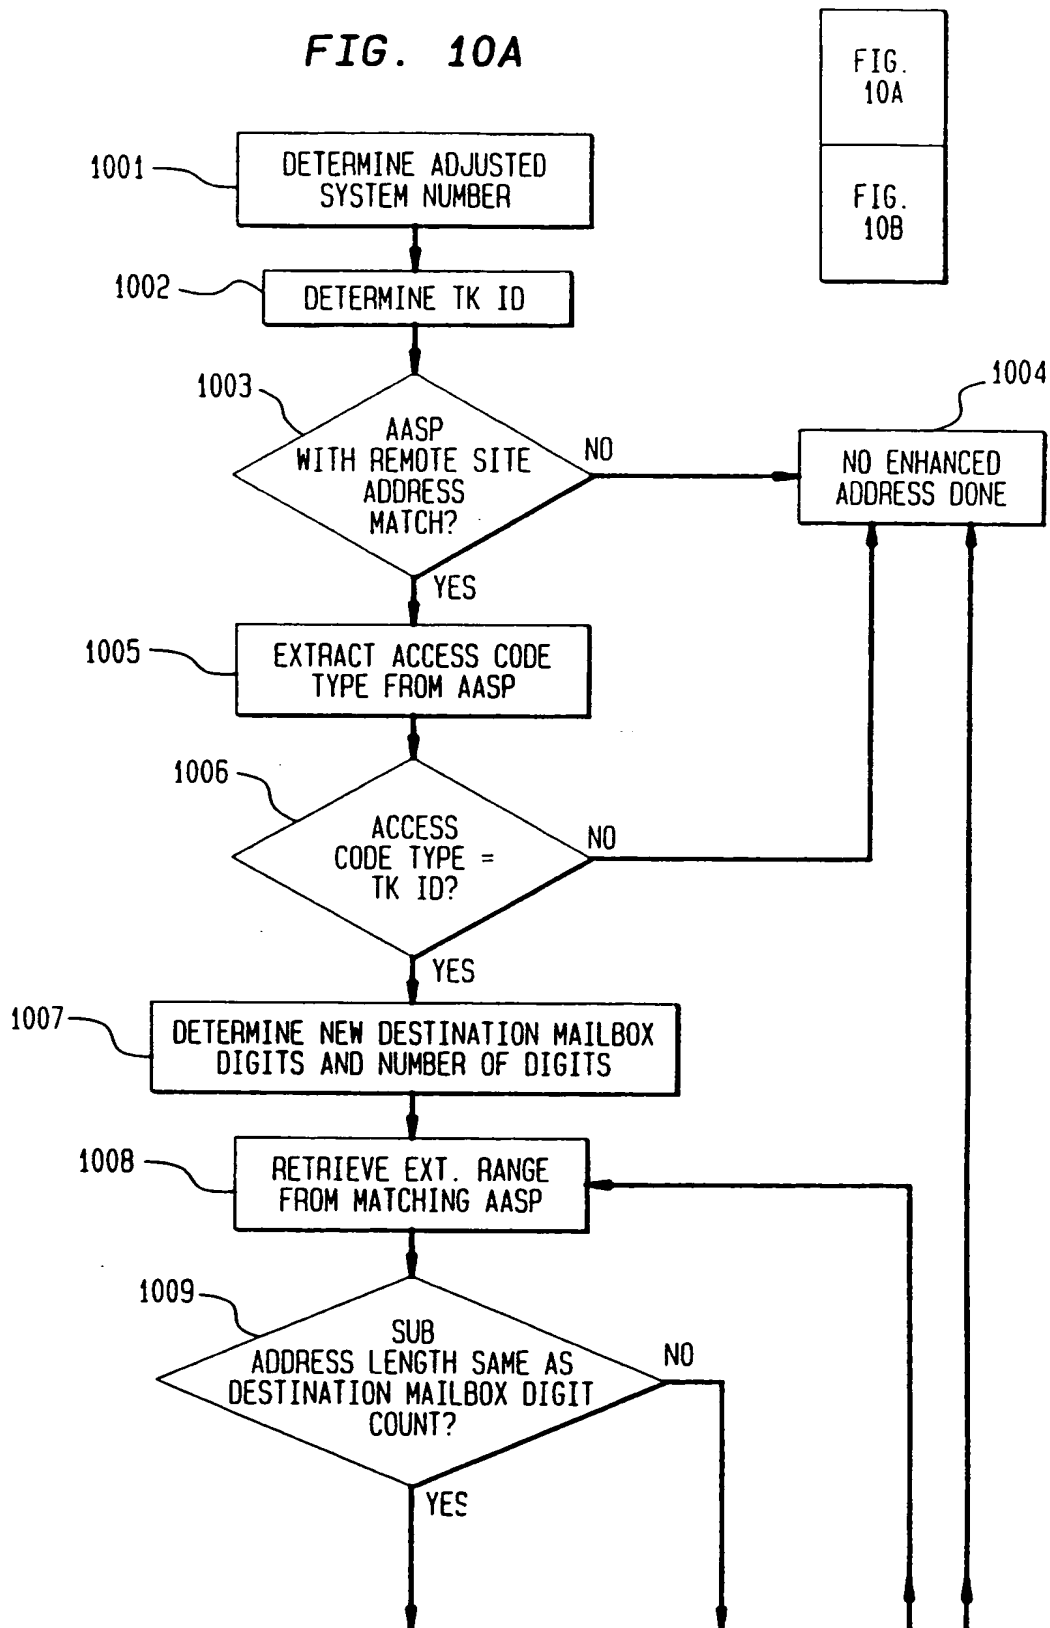 FIG. 10A
FIG.
10A
FIG.
10B
1001
DETERMINE ADJUSTED
SYSTEM NUMBER
1002
DETERMINE TK ID
1003
AASP
WITH REMOTE SITE
ADDRESS
MATCH?
NO
YES
1004
NO ENHANCED
ADDRESS DONE
1005
EXTRACT ACCESS CODE
TYPE FROM AASP
1006
ACCESS
CODE TYPE =
TK ID?
NO
YES
1007
DETERMINE NEW DESTINATION MAILBOX
DIGITS AND NUMBER OF DIGITS
1008
RETRIEVE EXT. RANGE
FROM MATCHING AASP
1009
SUB
ADDRESS LENGTH SAME AS
DESTINATION MAILBOX DIGIT
COUNT?
NO
YES